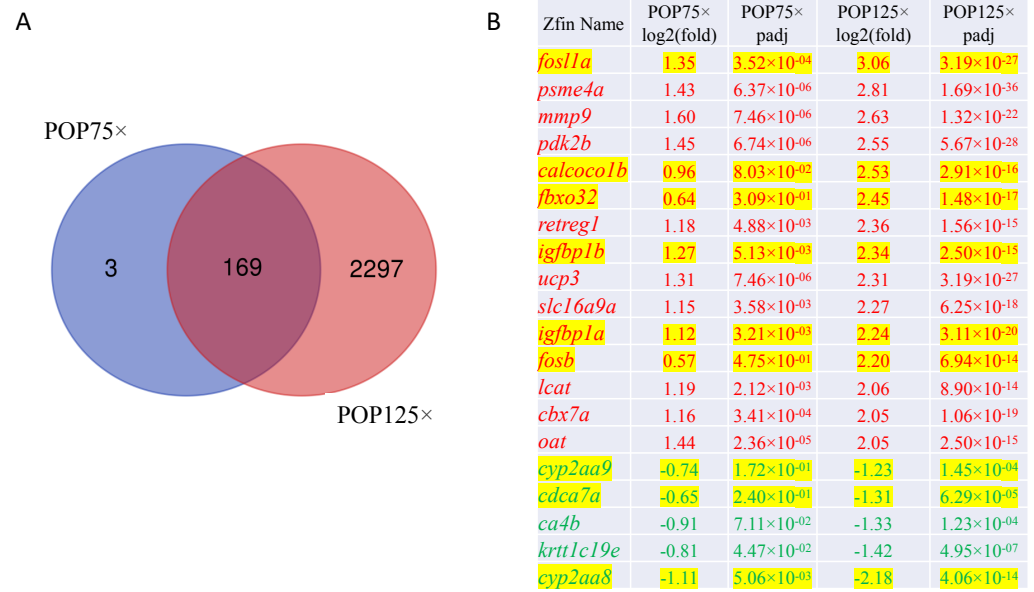 A
POP75×
3
169
2297
POP125×
B
Zfin Name POP75× log2(fold) POP75× padj POP125× log2(fold) POP125× padj
fosl1a 1.35 3.52×10⁻⁰⁴ 3.06 3.19×10⁻²⁷
psme4a 1.43 6.37×10⁻⁰⁶ 2.81 1.69×10⁻³⁶
mmp9 1.60 7.46×10⁻⁰⁶ 2.63 1.32×10⁻²²
pdk2b 1.45 6.74×10⁻⁰⁶ 2.55 5.67×10⁻²⁸
calcoco1b 0.96 8.03×10⁻⁰² 2.53 2.91×10⁻¹⁶
fbxo32 0.64 3.09×10⁻⁰¹ 2.45 1.48×10⁻¹⁷
retreg1 1.18 4.88×10⁻⁰³ 2.36 1.56×10⁻¹⁵
igfbp1b 1.27 5.13×10⁻⁰³ 2.34 2.50×10⁻¹⁵
ucp3 1.31 7.46×10⁻⁰⁶ 2.31 3.19×10⁻²⁷
slc16a9a 1.15 3.58×10⁻⁰³ 2.27 6.25×10⁻¹⁸
igfbp1a 1.12 3.21×10⁻⁰³ 2.24 3.11×10⁻²⁰
fosb 0.57 4.75×10⁻⁰¹ 2.20 6.94×10⁻¹⁴
lcat 1.19 2.12×10⁻⁰³ 2.06 8.90×10⁻¹⁴
cbx7a 1.16 3.41×10⁻⁰⁴ 2.05 1.06×10⁻¹⁹
oat 1.44 2.36×10⁻⁰⁵ 2.05 2.50×10⁻¹⁵
cyp2aa9 -0.74 1.72×10⁻⁰¹ -1.23 1.45×10⁻⁰⁴
cdca7a -0.65 2.40×10⁻⁰¹ -1.31 6.29×10⁻⁰⁵
ca4b -0.91 7.11×10⁻⁰² -1.33 1.23×10⁻⁰⁴
krtt1c19e -0.81 4.47×10⁻⁰² -1.42 4.95×10⁻⁰⁷
cyp2aa8 -1.11 5.06×10⁻⁰³ -2.18 4.06×10⁻¹⁴